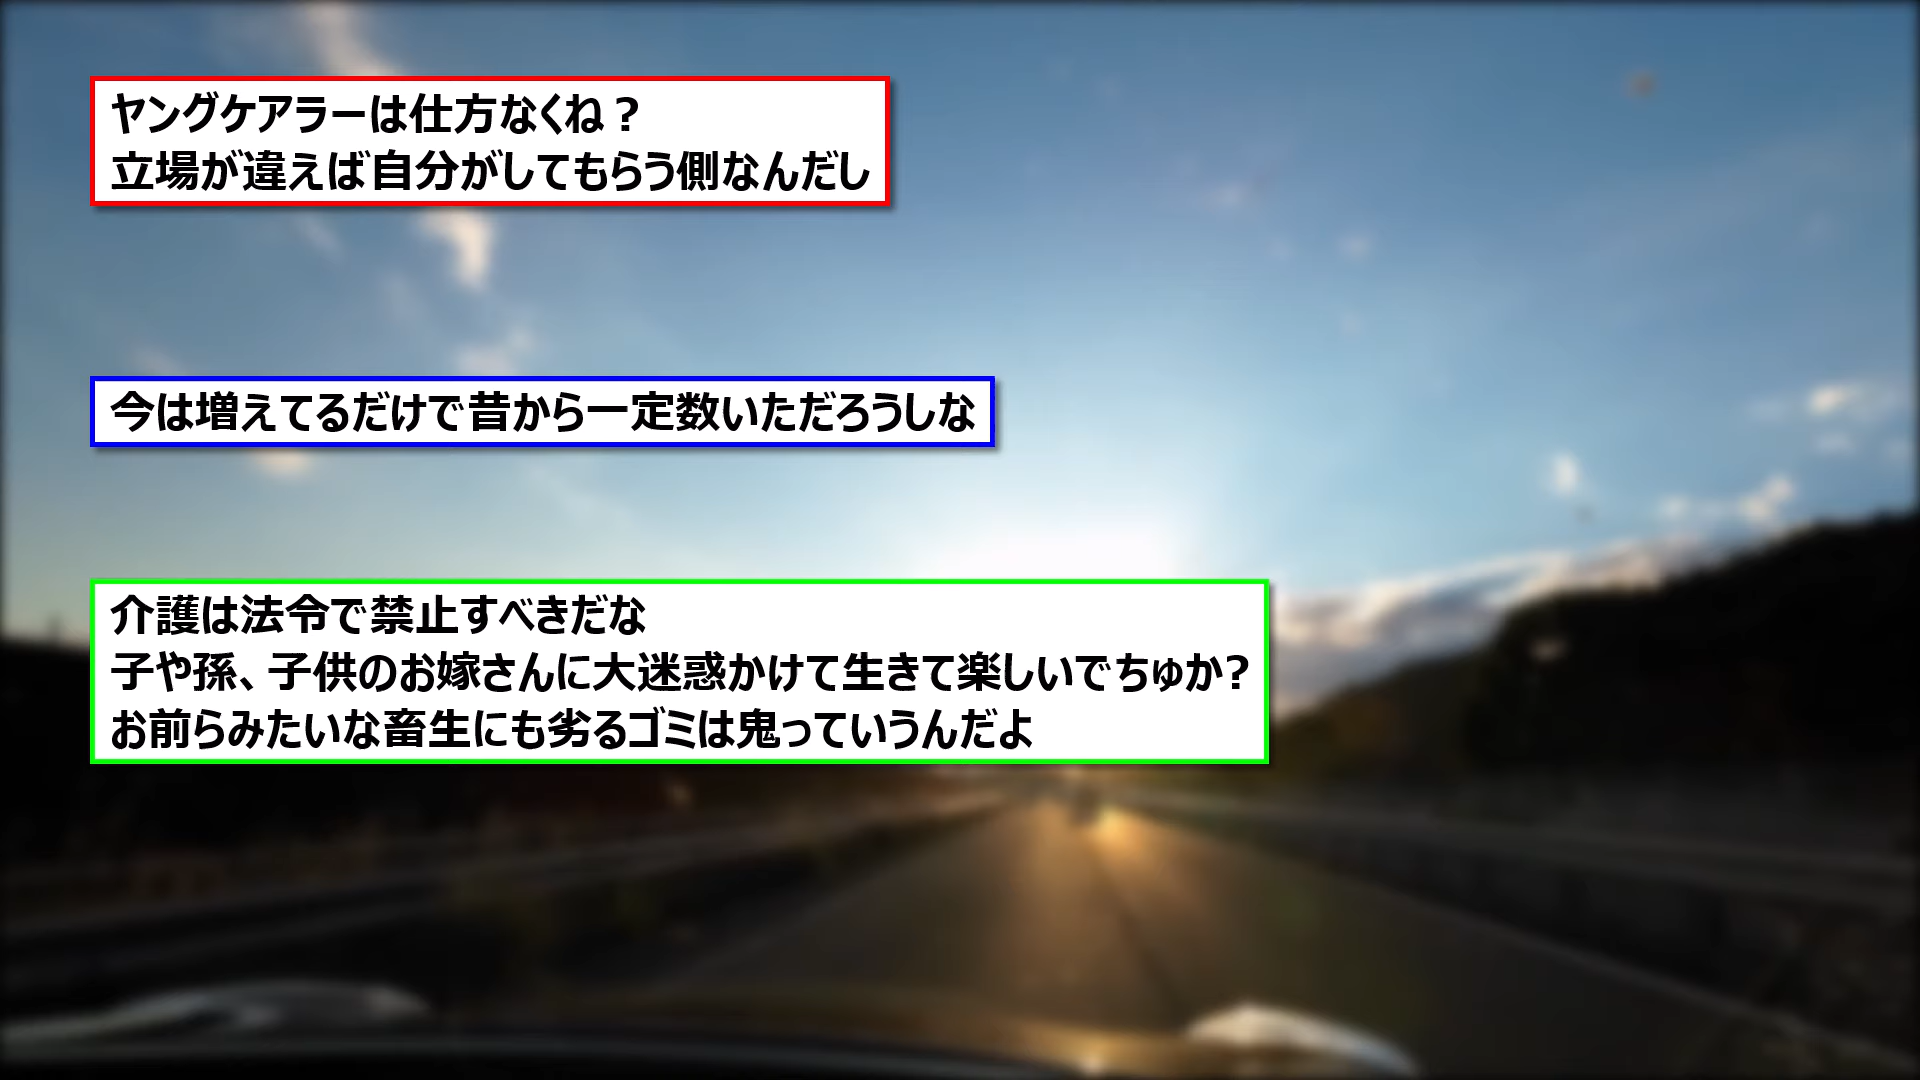 ヤングケアラーは仕方なくね？
立場が違えば自分がしてもらう側なんだし
今は増えてるだけで昔から一定数いただろうしな
介護は法令で禁止すべきだな
子や孫、子供のお嫁さんに大迷惑かけて生きて楽しいでちゅか?
お前らみたいな畜生にも劣るゴミは鬼っていうんだよ